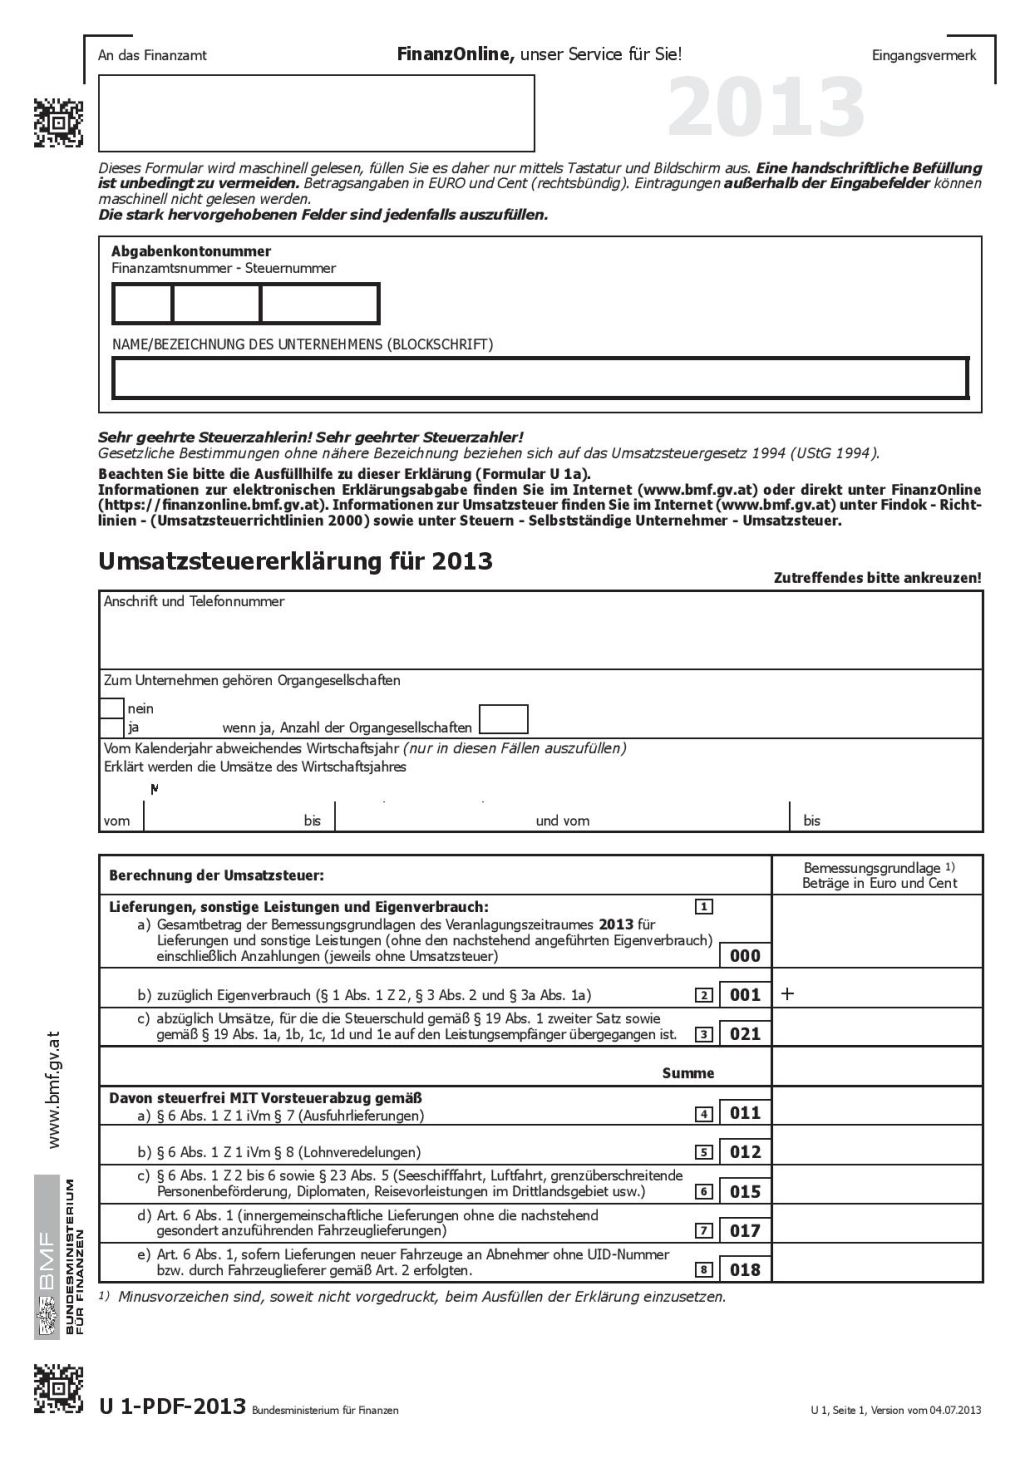 An das Finanzamt
FinanzOnline, unser Service für Sie!
Eingangsvermerk
2013
Dieses Formular wird maschinell gelesen, füllen Sie es daher nur mittels Tastatur und Bildschirm aus. Eine handschriftliche Befüllung
ist unbedingt zu vermeiden. Betragsangaben in EURO und Cent (rechtsbündig). Eintragungen außerhalb der Eingabefelder können
maschinell nicht gelesen werden.
Die stark hervorgehobenen Felder sind jedenfalls auszufüllen.
Abgabenkontonummer
Finanzamtsnummer - Steuernummer
NAME/BEZEICHNUNG DES UNTERNEHMENS (BLOCKSCHRIFT)
Sehr geehrte Steuerzahlerin! Sehr geehrter Steuerzahler!
Gesetzliche Bestimmungen ohne nähere Bezeichnung beziehen sich auf das Umsatzsteuergesetz 1994 (UStG 1994).
Beachten Sie bitte die Ausfüllhilfe zu dieser Erklärung (Formular U 1a).
Informationen zur elektronischen Erklärungsabgabe finden Sie im Internet (www.bmf.gv.at) oder direkt unter FinanzOnline
(https://finanzonline.bmf.gv.at). Informationen zur Umsatzsteuer finden Sie im Internet (www.bmf.gv.at) unter Findok - Richt-
linien - (Umsatzsteuerrichtlinien 2000) sowie unter Steuern - Selbstständige Unternehmer - Umsatzsteuer.
Umsatzsteuererklärung für 2013
Zutreffendes bitte ankreuzen!
Anschrift und Telefonnummer
Zum Unternehmen gehören Organgesellschaften
nein
ja wenn ja, Anzahl der Organgesellschaften
Vom Kalenderjahr abweichendes Wirtschaftsjahr (nur in diesen Fällen auszufüllen)
Erklärt werden die Umsätze des Wirtschaftsjahres
vom bis und vom bis
Berechnung der Umsatzsteuer:
Bemessungsgrundlage 1)
Beträge in Euro und Cent
Lieferungen, sonstige Leistungen und Eigenverbrauch: 1
a) Gesamtbetrag der Bemessungsgrundlagen des Veranlagungszeitraumes 2013 für
Lieferungen und sonstige Leistungen (ohne den nachstehend angeführten Eigenverbrauch)
einschließlich Anzahlungen (jeweils ohne Umsatzsteuer) 000
b) zuzüglich Eigenverbrauch (§ 1 Abs. 1 Z 2, § 3 Abs. 2 und § 3a Abs. 1a) 2 001 +
c) abzüglich Umsätze, für die die Steuerschuld gemäß § 19 Abs. 1 zweiter Satz sowie
gemäß § 19 Abs. 1a, 1b, 1c, 1d und 1e auf den Leistungsempfänger übergegangen ist. 3 021
Summe
Davon steuerfrei MIT Vorsteuerabzug gemäß
a) § 6 Abs. 1 Z 1 iVm § 7 (Ausfuhrlieferungen) 4 011
b) § 6 Abs. 1 Z 1 iVm § 8 (Lohnveredelungen) 5 012
c) § 6 Abs. 1 Z 2 bis 6 sowie § 23 Abs. 5 (Seeschifffahrt, Luftfahrt, grenzüberschreitende
Personenbeförderung, Diplomaten, Reisevorleistungen im Drittlandsgebiet usw.) 6 015
d) Art. 6 Abs. 1 (innergemeinschaftliche Lieferungen ohne die nachstehend
gesondert anzuführenden Fahrzeuglieferungen) 7 017
e) Art. 6 Abs. 1, sofern Lieferungen neuer Fahrzeuge an Abnehmer ohne UID-Nummer
bzw. durch Fahrzeuglieferer gemäß Art. 2 erfolgten. 8 018
1) Minusvorzeichen sind, soweit nicht vorgedruckt, beim Ausfüllen der Erklärung einzusetzen.
www.bmf.gv.at
BMF
BUNDESMINISTERIUM
FÜR FINANZEN
U 1-PDF-2013 Bundesministerium für Finanzen
U 1, Seite 1, Version vom 04.07.2013